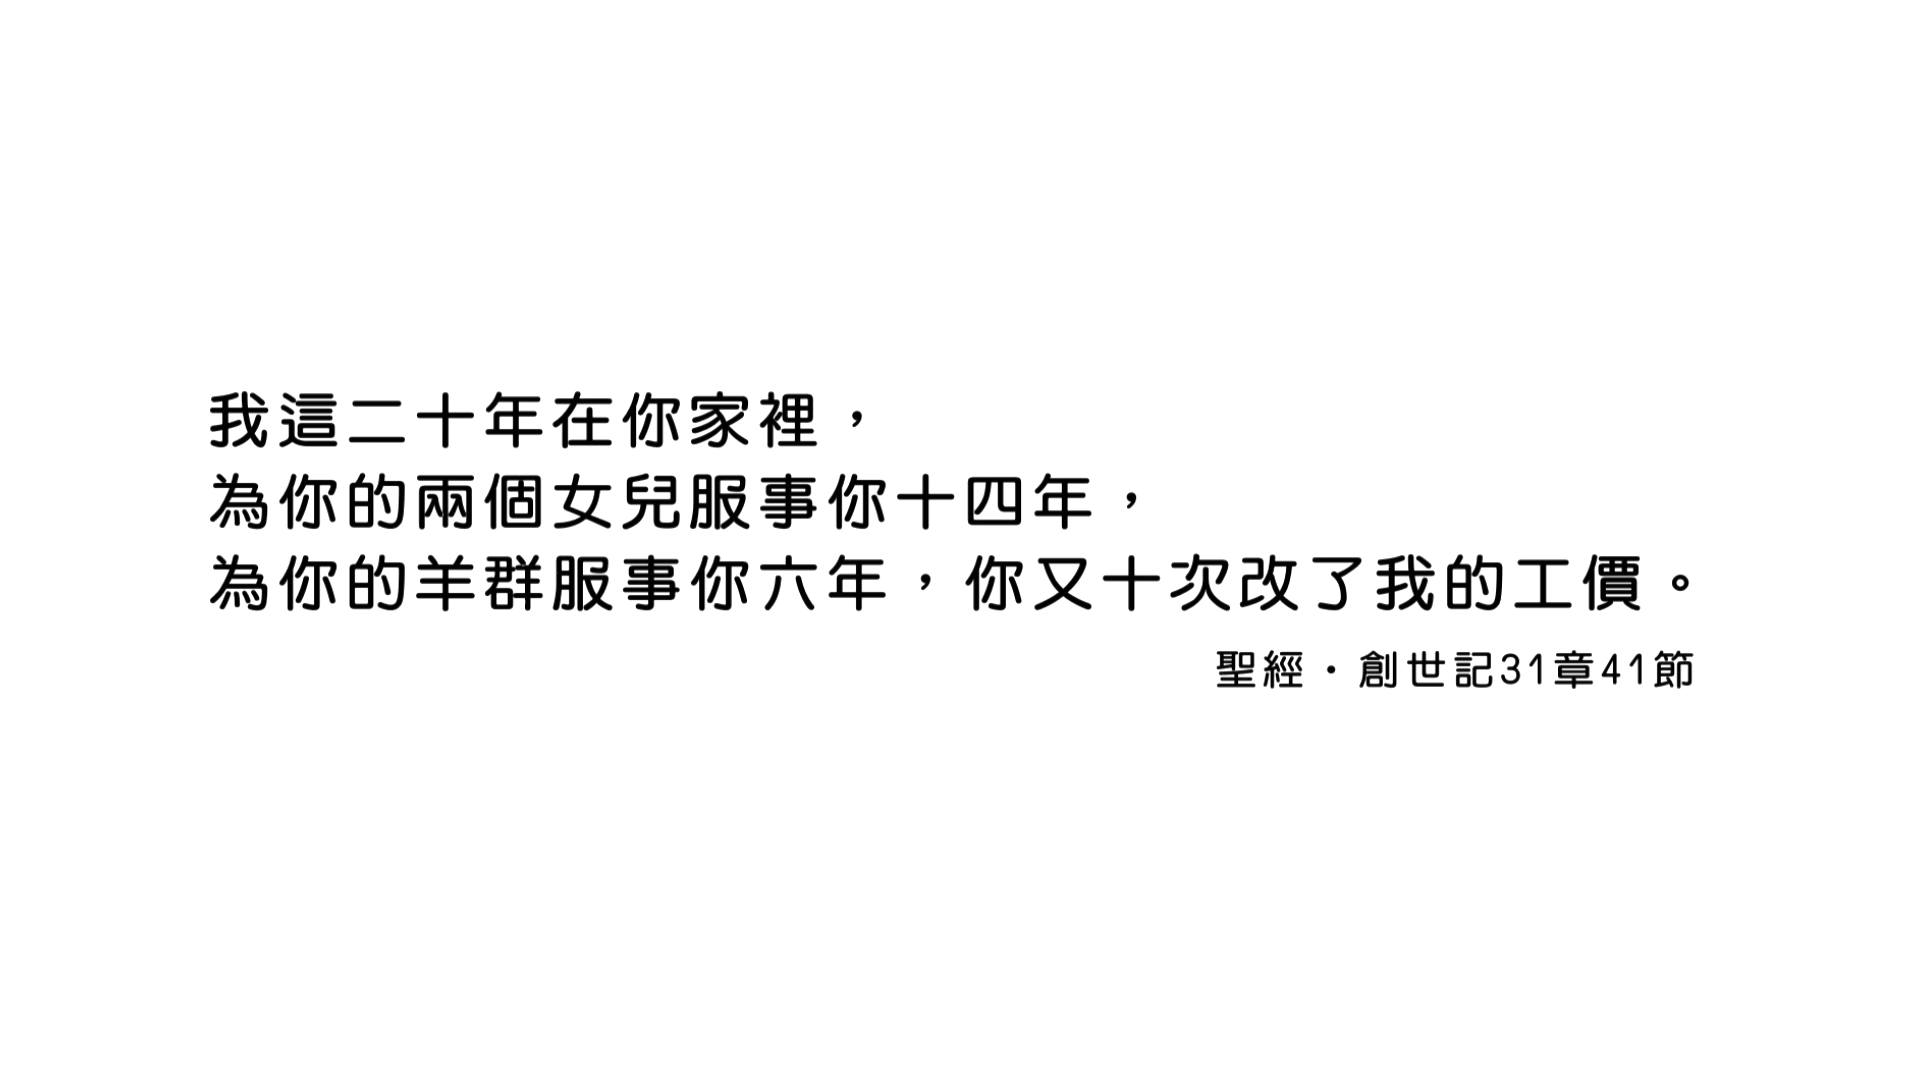 我這二十年在你家裡，
為你的兩個女兒服事你十四年，
為你的羊群服事你六年，你又十次改了我的工價。
聖經・創世記31章41節